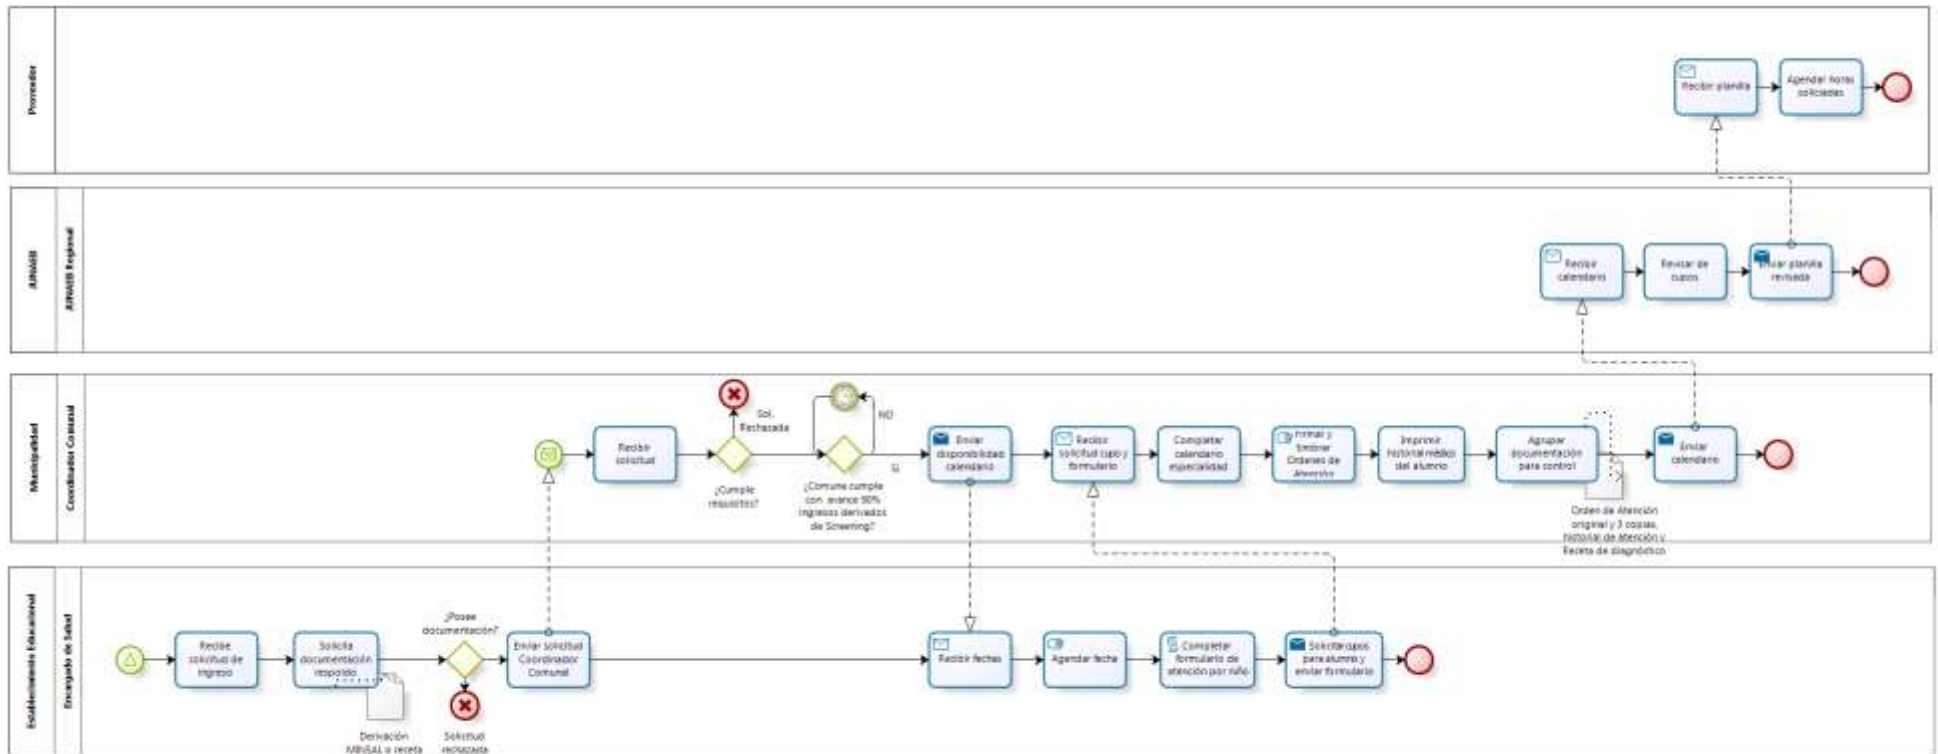 Proveedor
Recibir planilla
Agendar horas
solicitadas
JUNAEB
JUNAEB Regional
Recibir
calendario
Revisar de
cupos
Enviar planilla
revisada
Municipalidad
Coordinador Comunal
Recibir
solicitud
Sol.
Rechazada
¿Cumple
requisitos?
NO
SI
¿Comuna cumple
con avance 90%
ingresos derivados
de Screening?
Enviar
disponibilidad
calendario
Recibir
solicitud cupo y
formulario
Completar
calendario
especialidad
Firmar y
timbrar
Ordenes de
Atención
Imprimir
historial médico
del alumno
Agrupar
documentación
para control
Orden de Atención
original y 3 copias,
historial de atención y
Receta de diagnóstico
Enviar
calendario
Establecimiento Educacional
Encargado de Salud
Recibe
solicitud de
ingreso
Solicita
documentación
respaldo
Derivación
MINSAL o receta
¿Posee
documentación?
Solicitud
rechazada
Enviar solicitud
Coordinador
Comunal
Recibir fechas
Agendar fecha
Completar
formulario de
atención por niño
Solicitar cupos
para alumno y
enviar formulario